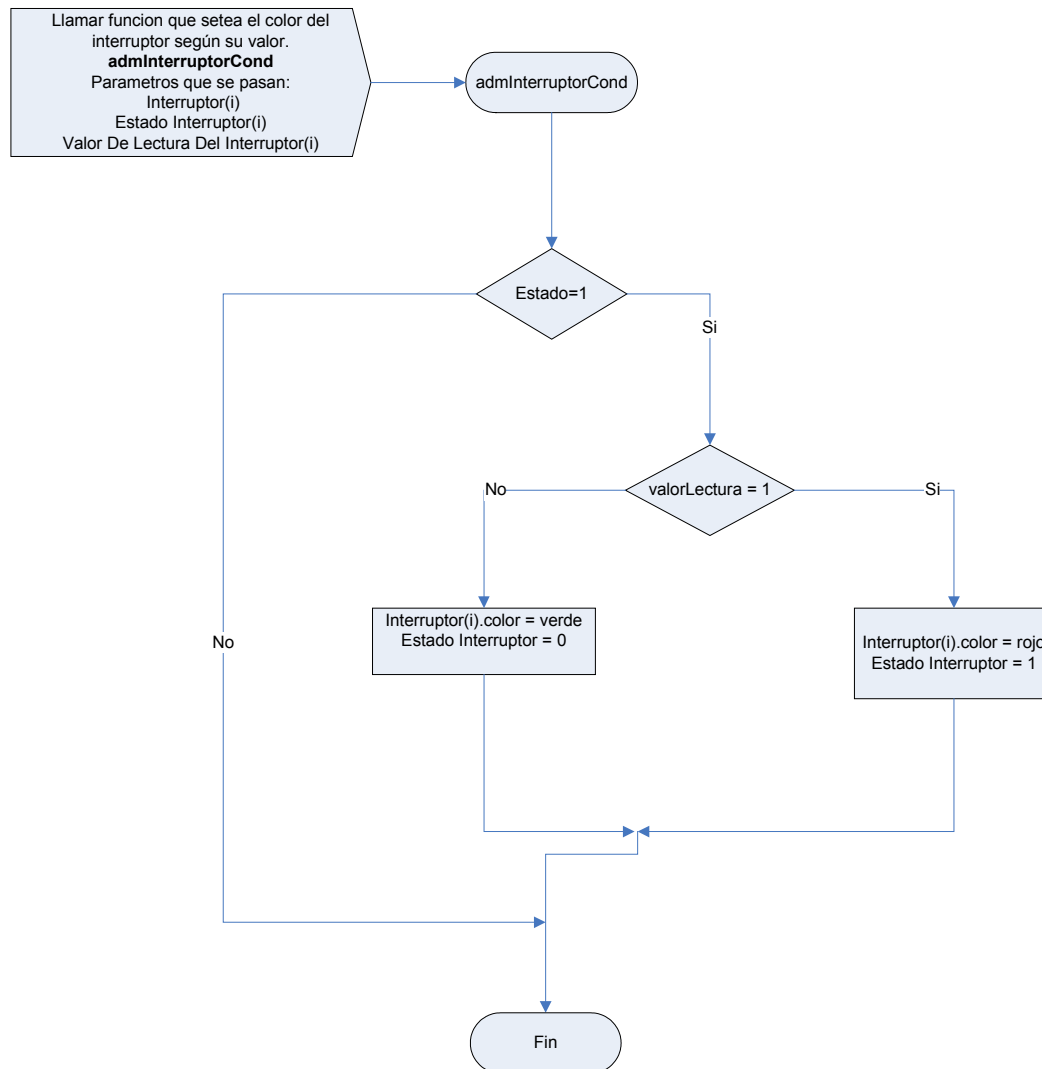 Llamar funcion que setea el color del
interruptor según su valor.
admInterruptorCond
Parametros que se pasan:
Interruptor(i)
Estado Interruptor(i)
Valor De Lectura Del Interruptor(i)
admInterruptorCond
Estado=1
Si
valorLectura = 1
No
Si
Interruptor(i).color = verde
Estado Interruptor = 0
Interruptor(i).color = rojo
Estado Interruptor = 1
No
Fin